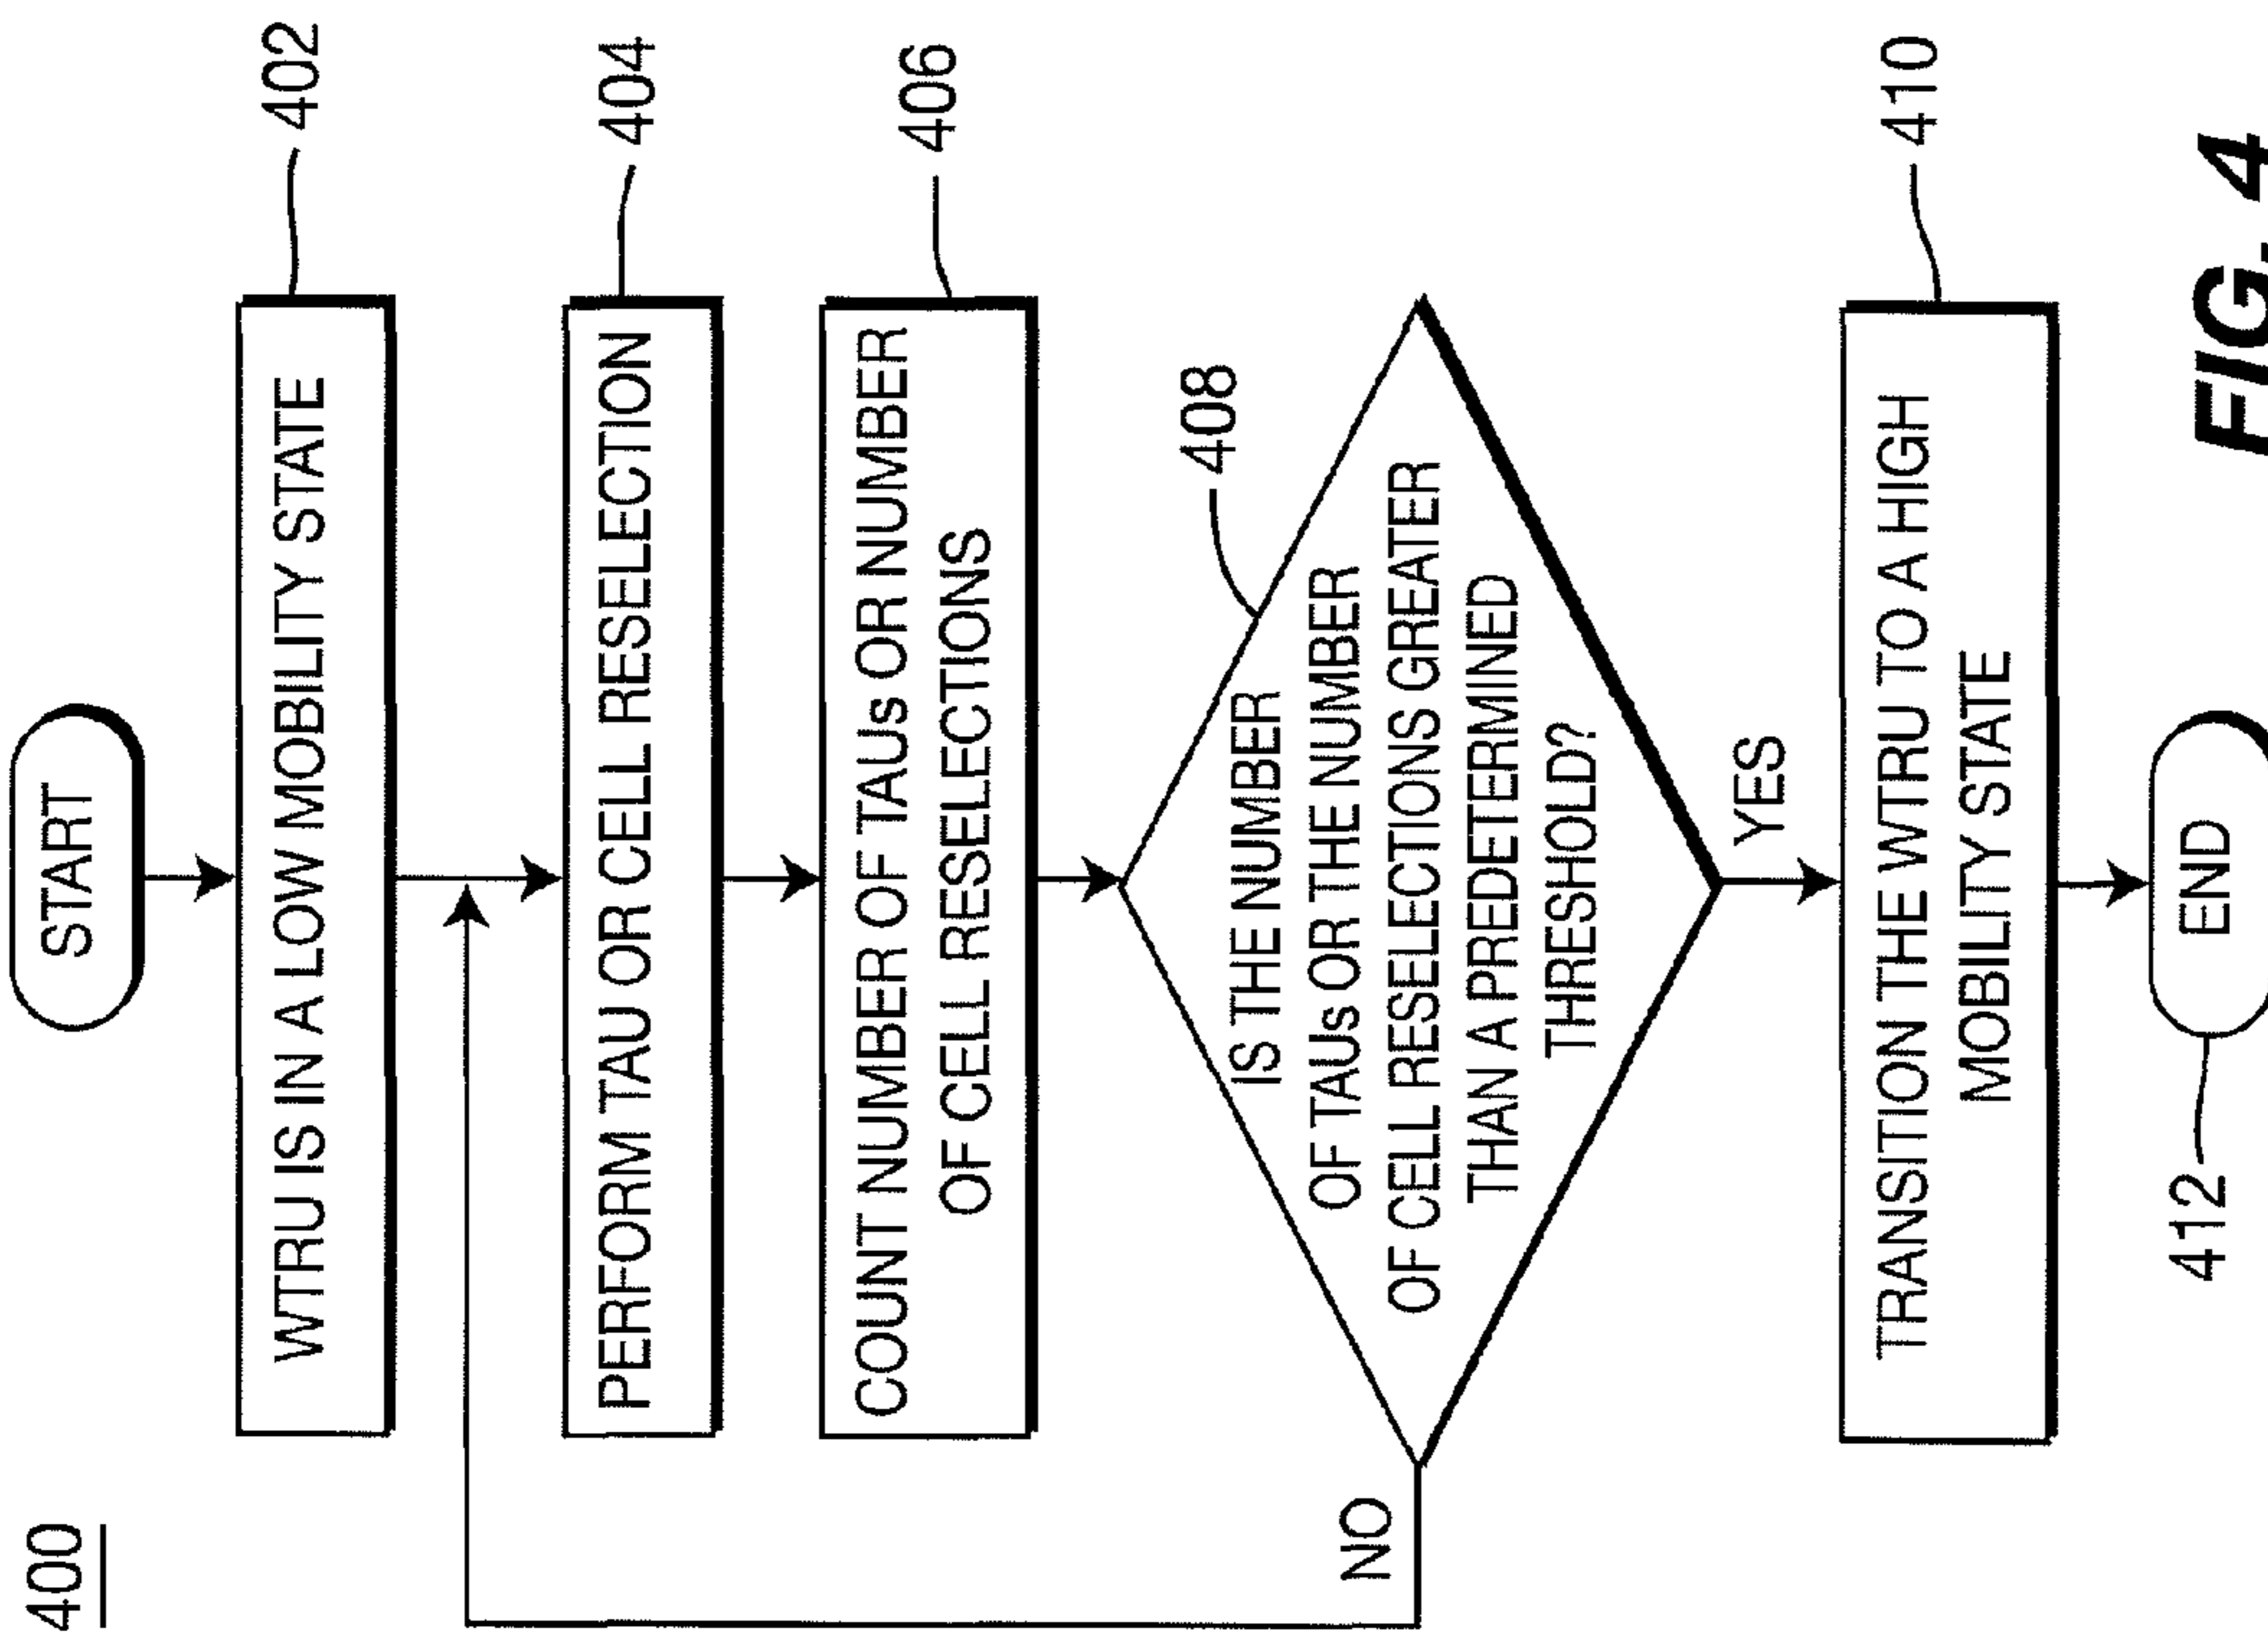 400
START
WTRU IS IN A LOW MOBILITY STATE
402
PERFORM TAU OR CELL RESELECTION
404
COUNT NUMBER OF TAUs OR NUMBER
OF CELL RESELECTIONS
406
408
IS THE NUMBER
OF TAUs OR THE NUMBER
OF CELL RESELECTIONS GREATER
THAN A PREDETERMINED
THRESHOLD?
NO
YES
TRANSITION THE WTRU TO A HIGH
MOBILITY STATE
410
412
END
FIG. 4